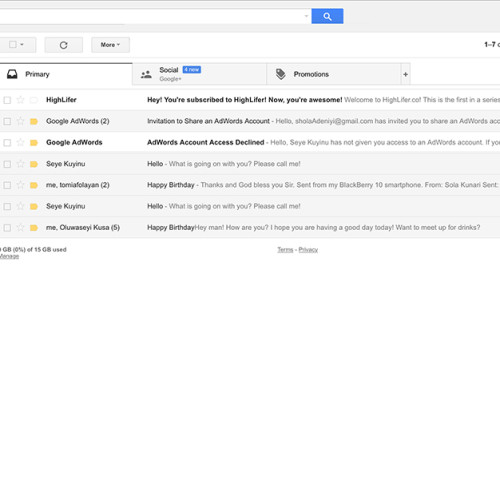 More
1–7
Primary
Social 4 new
Google+
Promotions
+
HighLifer Hey! You're subscribed to HighLifer! Now, you're awesome! Welcome to HighLifer.co! This is the first in a series
Google AdWords (2) Invitation to Share an AdWords Account - Hello, sholaAdeniyi@gmail.com has invited you to share an AdWo
Google AdWords AdWords Account Access Declined - Hello, Seye Kuyinu has not given you access to an AdWords account. If yo
Seye Kuyinu Hello - What is going on with you? Please call me!
me, tomiafolayan (2) Happy Birthday - Thanks and God bless you Sir. Sent from my BlackBerry 10 smartphone. From: Sola Kunari Sent:
Seye Kuyinu Hello - What is going on with you? Please call me!
me, Oluwaseyi Kusa (5) Happy BirthdayHey man! How are you? I hope you are having a good day today! Want to meet up for drinks?
GB (0%) of 15 GB used
Manage
Terms - Privacy